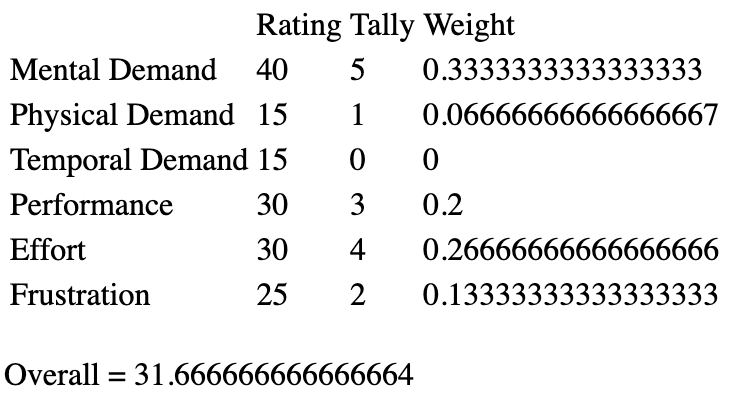 Rating Tally Weight
Mental Demand 40 5 0.3333333333333333
Physical Demand 15 1 0.06666666666666667
Temporal Demand 15 0 0
Performance 30 3 0.2
Effort 30 4 0.26666666666666666
Frustration 25 2 0.13333333333333333
Overall = 31.666666666666664